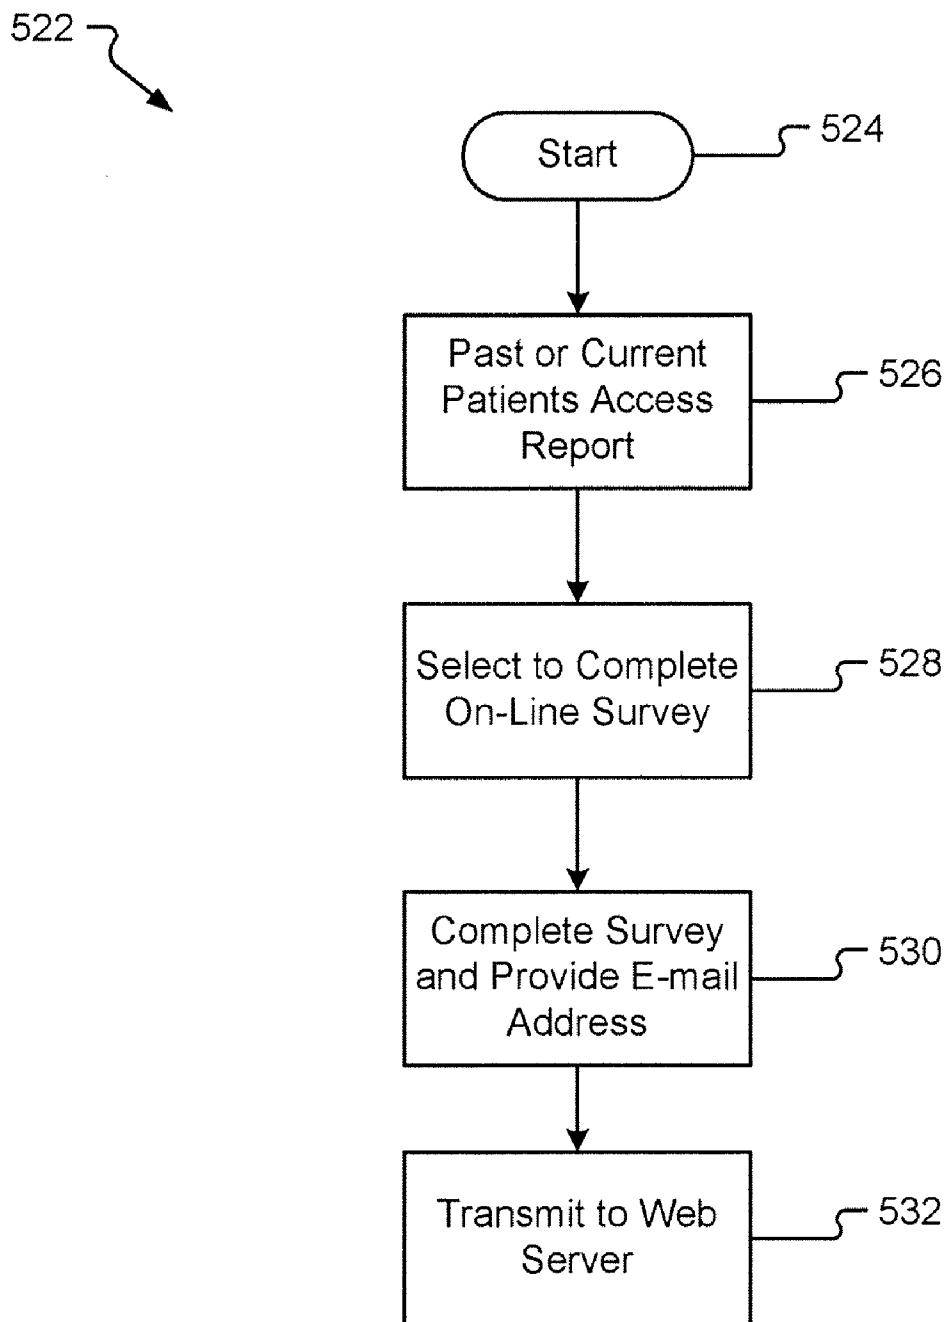 522
Start
524
Past or Current
Patients Access
Report
526
Select to Complete
On-Line Survey
528
Complete Survey
and Provide E-mail
Address
530
Transmit to Web
Server
532